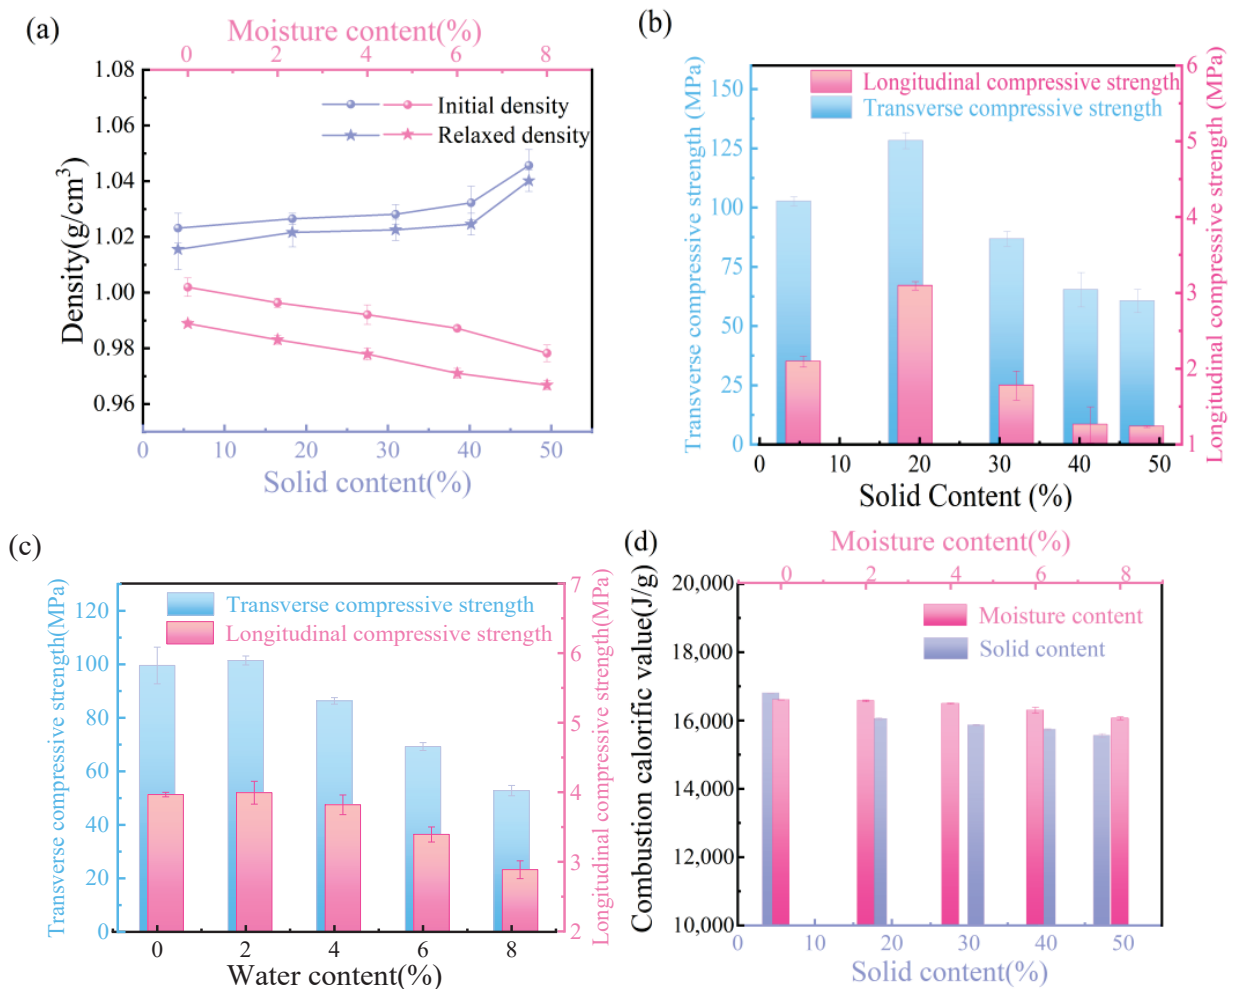 (a)
Moisture content(%)
0 2 4 6 8
1.08
1.06
1.04
1.02
1.00
0.98
0.96
Density(g/cm³)
Initial density
Relaxed density
0 10 20 30 40 50
Solid content(%)
(b)
Longitudinal compressive strength
Transverse compressive strength
Transverse compressive strength (MPa)
150
125
100
75
50
25
0
6
5
4
3
2
1
Longitudinal compressive strength (MPa)
0 10 20 30 40 50
Solid Content (%)
(c)
Transverse compressive strength
Longitudinal compressive strength
Transverse compressive strength(MPa)
120
100
80
60
40
20
0
7
6
5
4
3
2
Longitudinal compressive strength(MPa)
0 2 4 6 8
Water content(%)
(d)
Moisture content(%)
0 2 4 6 8
Combustion calorific value(J/g)
20,000
18,000
16,000
14,000
12,000
10,000
Moisture content
Solid content
0 10 20 30 40 50
Solid content(%)